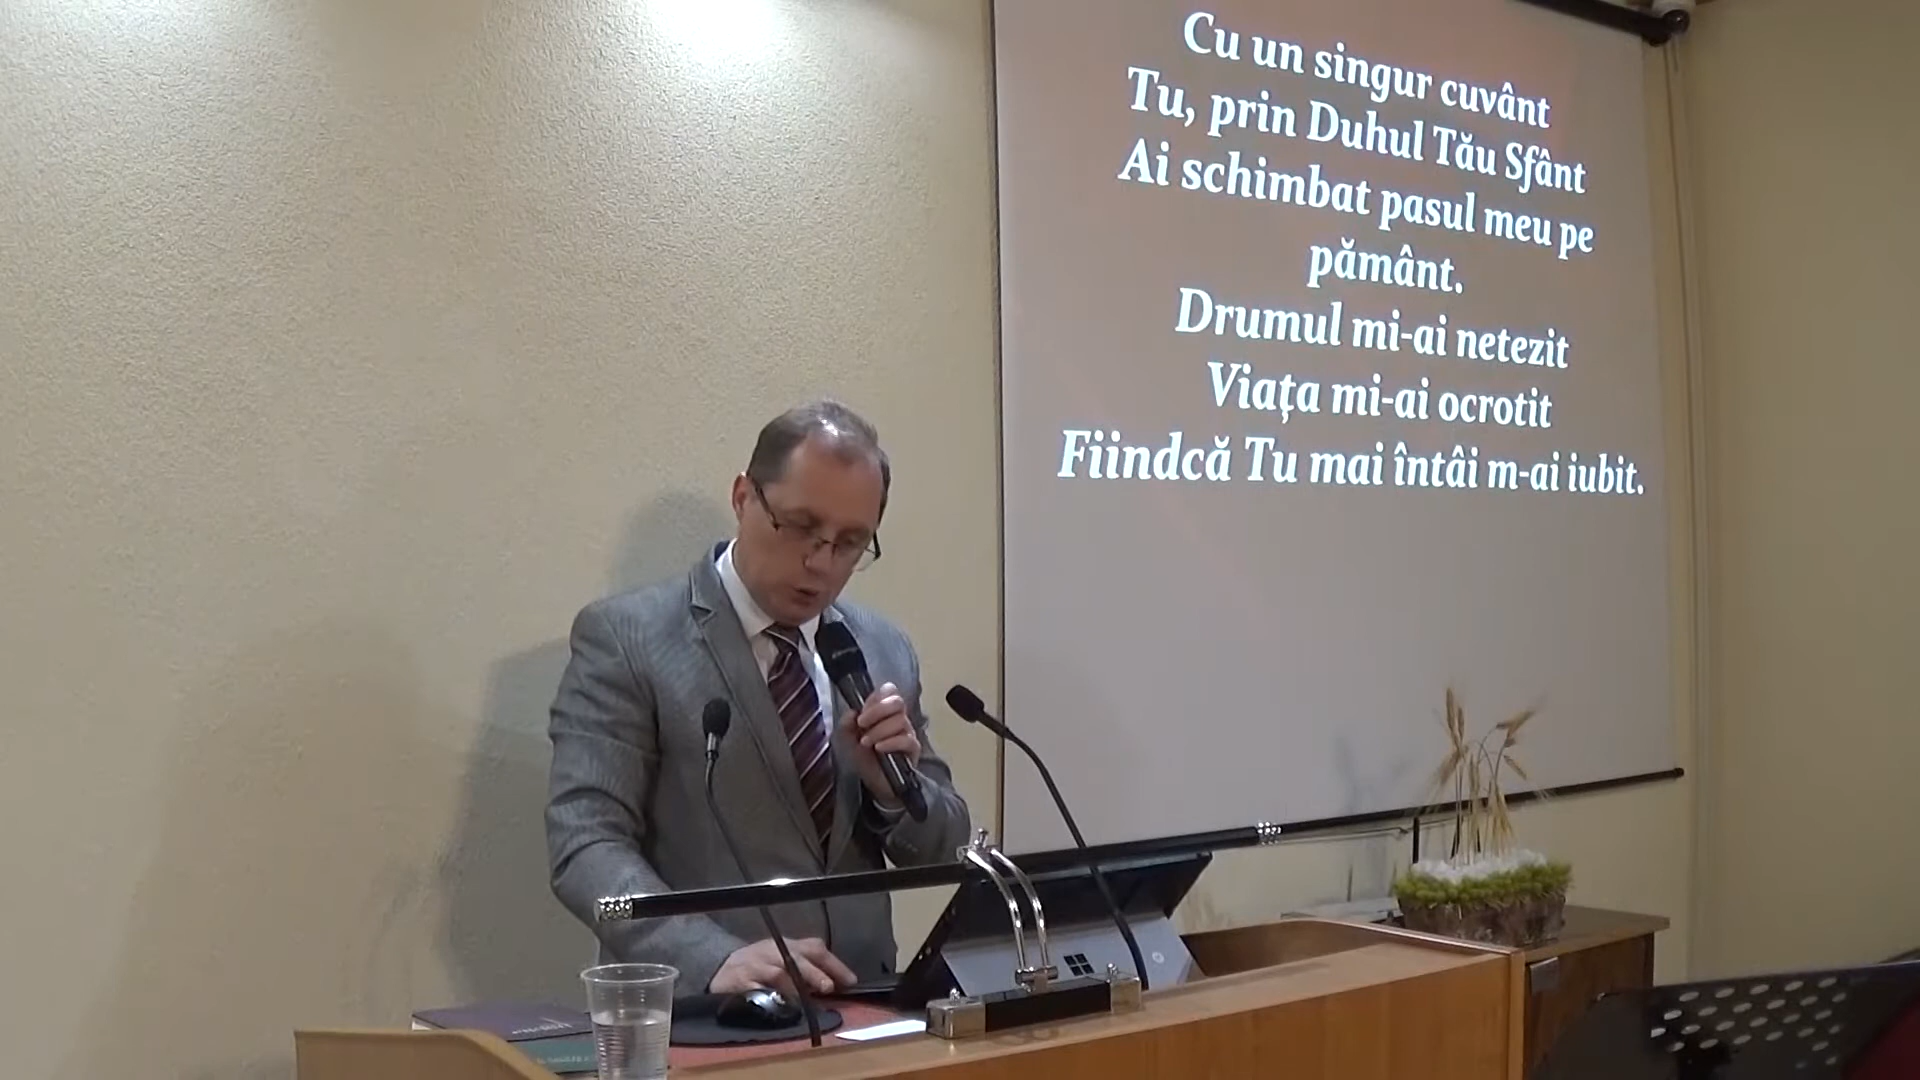 Cu un singur cuvânt
Tu, prin Duhul Tău Sfânt
Ai schimbat pasul meu pe
pământ.
Drumul mi-ai netezit
Viața mi-ai ocrotit
Fiindcă Tu mai întâi m-ai iubit.